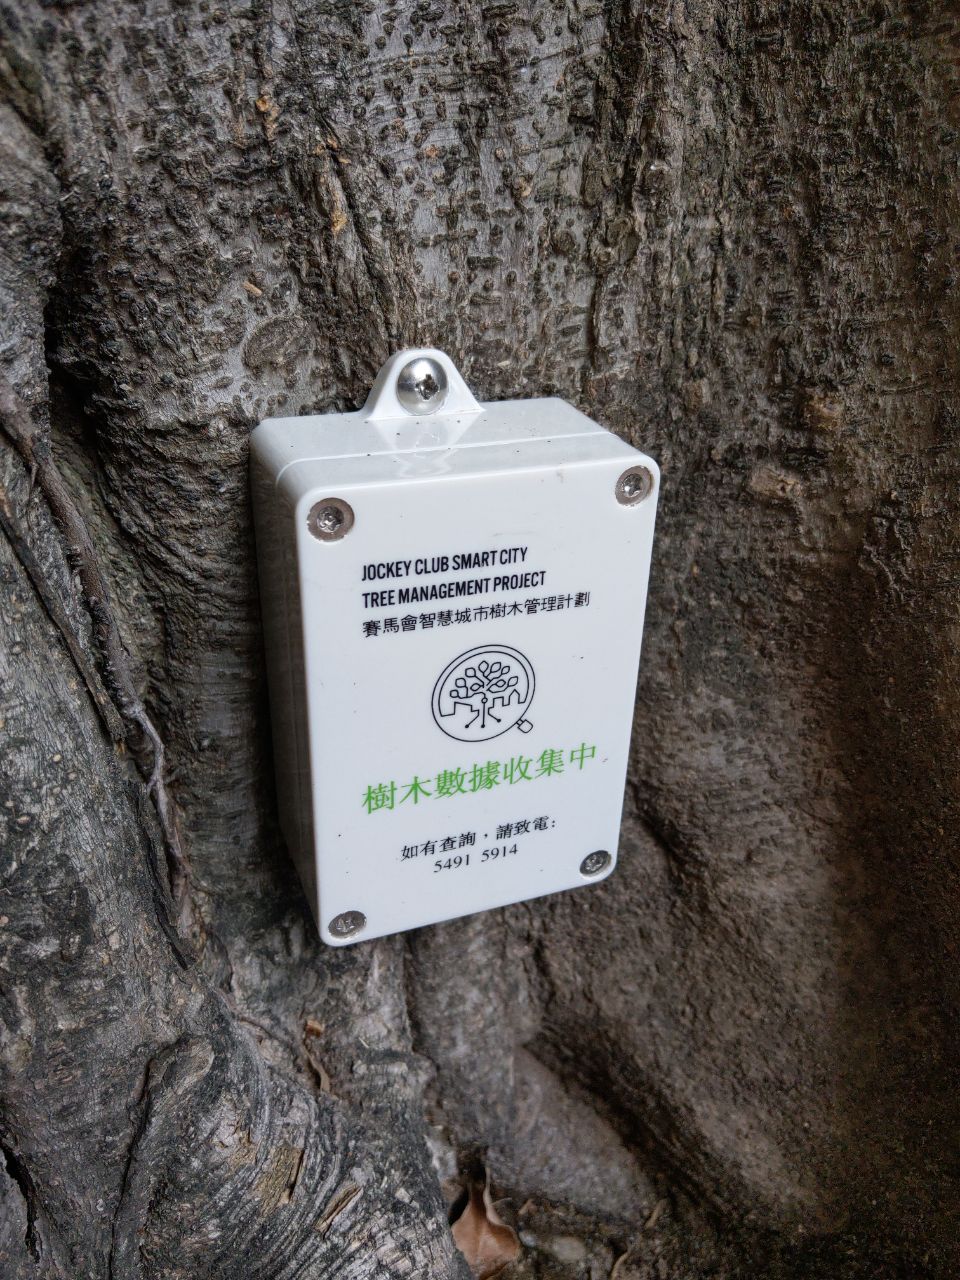 JOCKEY CLUB SMART CITY
TREE MANAGEMENT PROJECT
賽馬會智慧城市樹木管理計劃
樹木數據收集中
如有查詢，請致電:
5491 5914